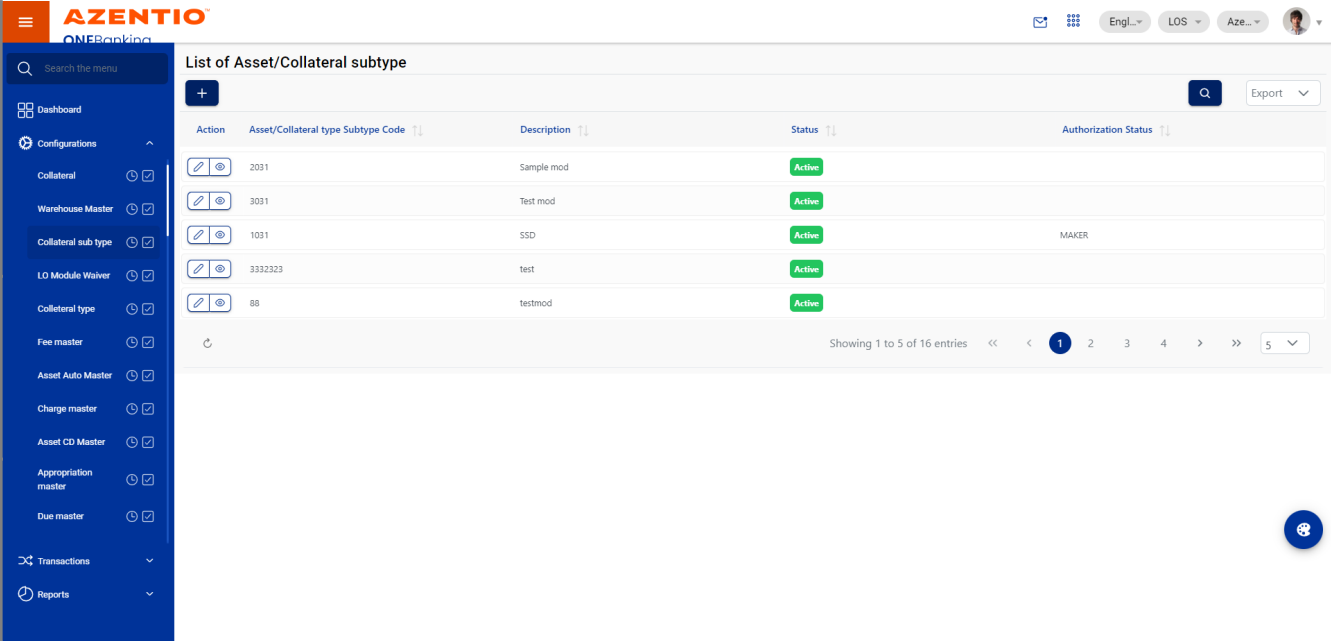 AZENTIO
ONEBanking
Engl...
LOS
Aze...
Search the menu
Dashboard
Configurations
Collateral
Warehouse Master
Collateral sub type
LO Module Waiver
Colleteral type
Fee master
Asset Auto Master
Charge master
Asset CD Master
Appropriation
master
Due master
Transactions
Reports
List of Asset/Collateral subtype
+
Export
Action Asset/Collateral type Subtype Code Description Status Authorization Status
2031 Sample mod Active
3031 Test mod Active
1031 SSD Active MAKER
3332323 test Active
88 testmod Active
Showing 1 to 5 of 16 entries « < 1 2 3 4 > » 5